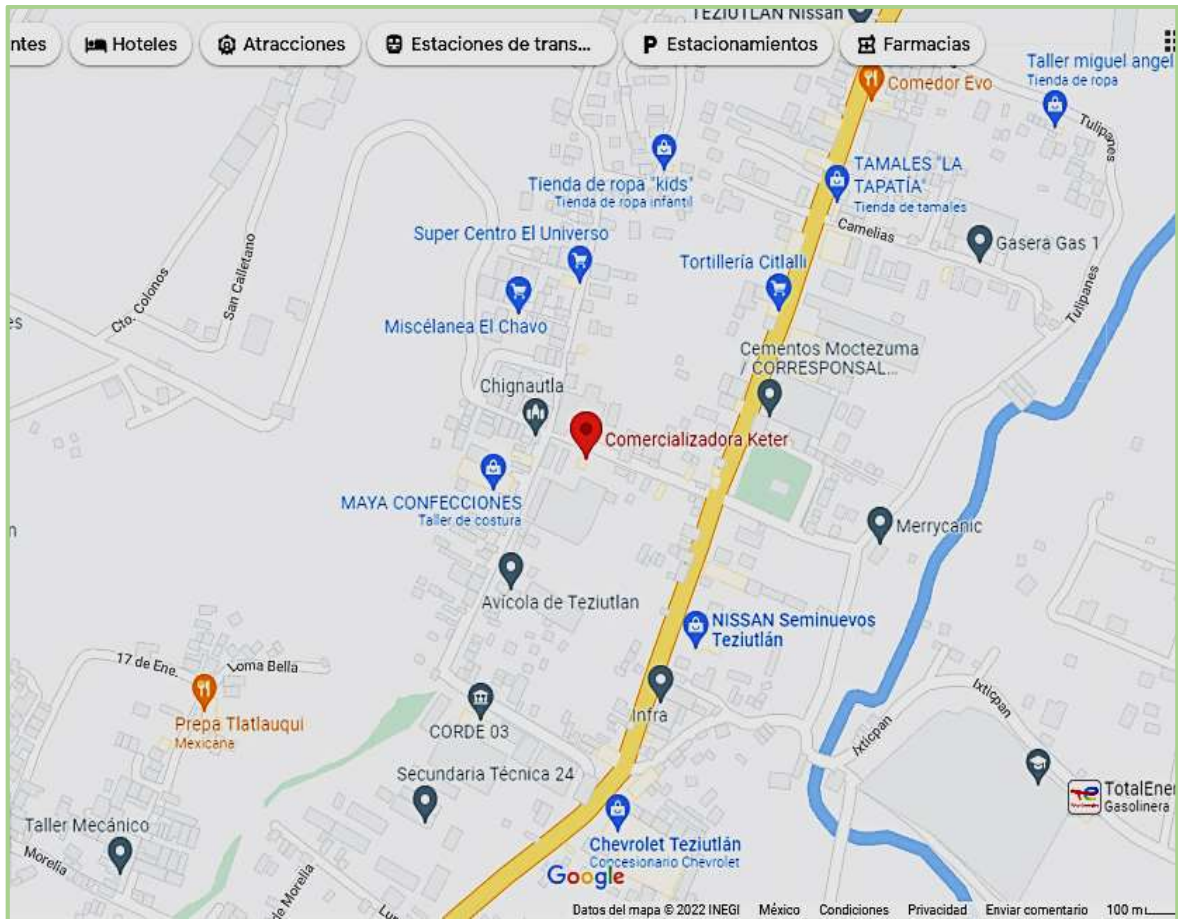 TEZIUTLAN Nissan
ntes
Hoteles
Atracciones
Estaciones de trans...
P Estacionamientos
Farmacias
Taller miguel angel
Tienda de ropa
Comedor Evo
Tulipanes
TAMALES "LA
TAPATÍA"
Tienda de tamales
Tienda de ropa "kids"
Tienda de ropa infantil
Camelias
Super Centro El Universo
Gasera Gas 1
Tortillería Citlalli
San Calletano
Cto. Colonos
Tulipanes
es
Miscélanea El Chavo
Cementos Moctezuma
/ CORRESPONSAL...
Chignautla
Comercializadora Keter
MAYA CONFECCIONES
Taller de costura
Merrycanic
n
Avícola de Teziutlan
NISSAN Seminuevos
Teziutlán
17 de Ene.
Loma Bella
Ixticpan
Infra
Prepa Tlatlauqui
Mexicana
CORDE 03
Ixticpan
Secundaria Técnica 24
TotalEner
Gasolinera
Taller Mecánico
Chevrolet Teziutlán
Concesionario Chevrolet
Morelia
de Morelia
Google
Datos del mapa © 2022 INEGI México Condiciones Privacidad Enviar comentario 100 m